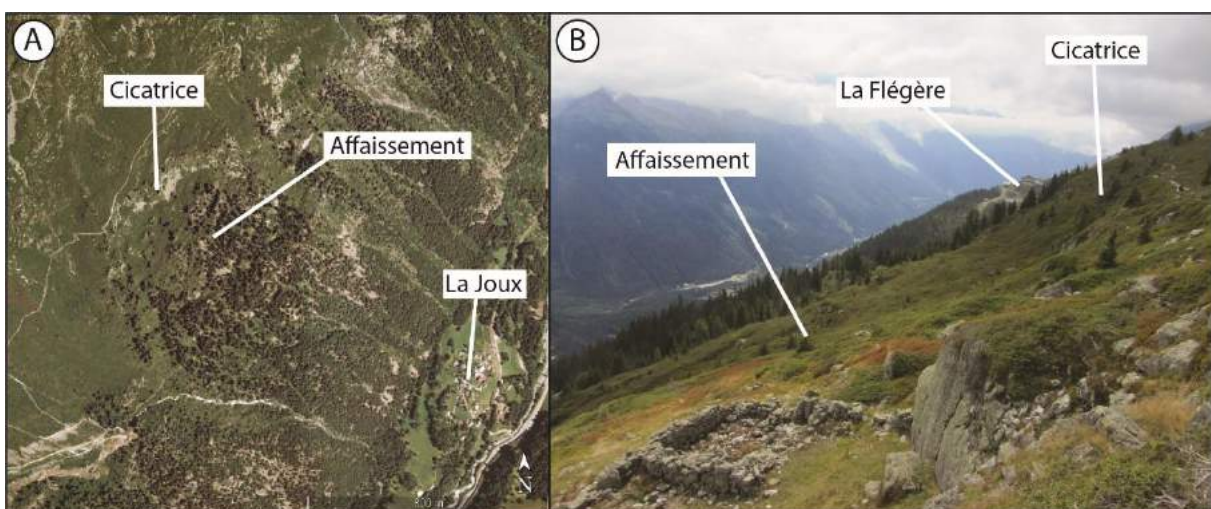 A
Cicatrice
Affaissement
La Joux
N
B
Cicatrice
La Flégère
Affaissement